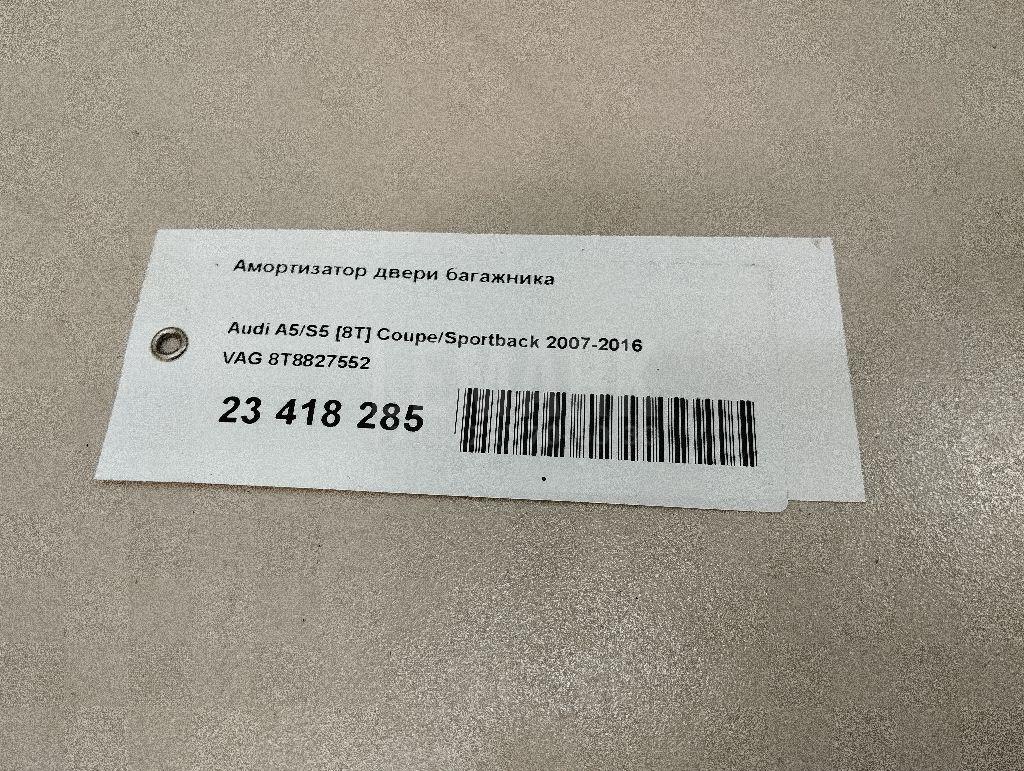 Амортизатор двери багажника
Audi A5/S5 [8T] Coupe/Sportback 2007-2016
VAG 8T8827552
23 418 285